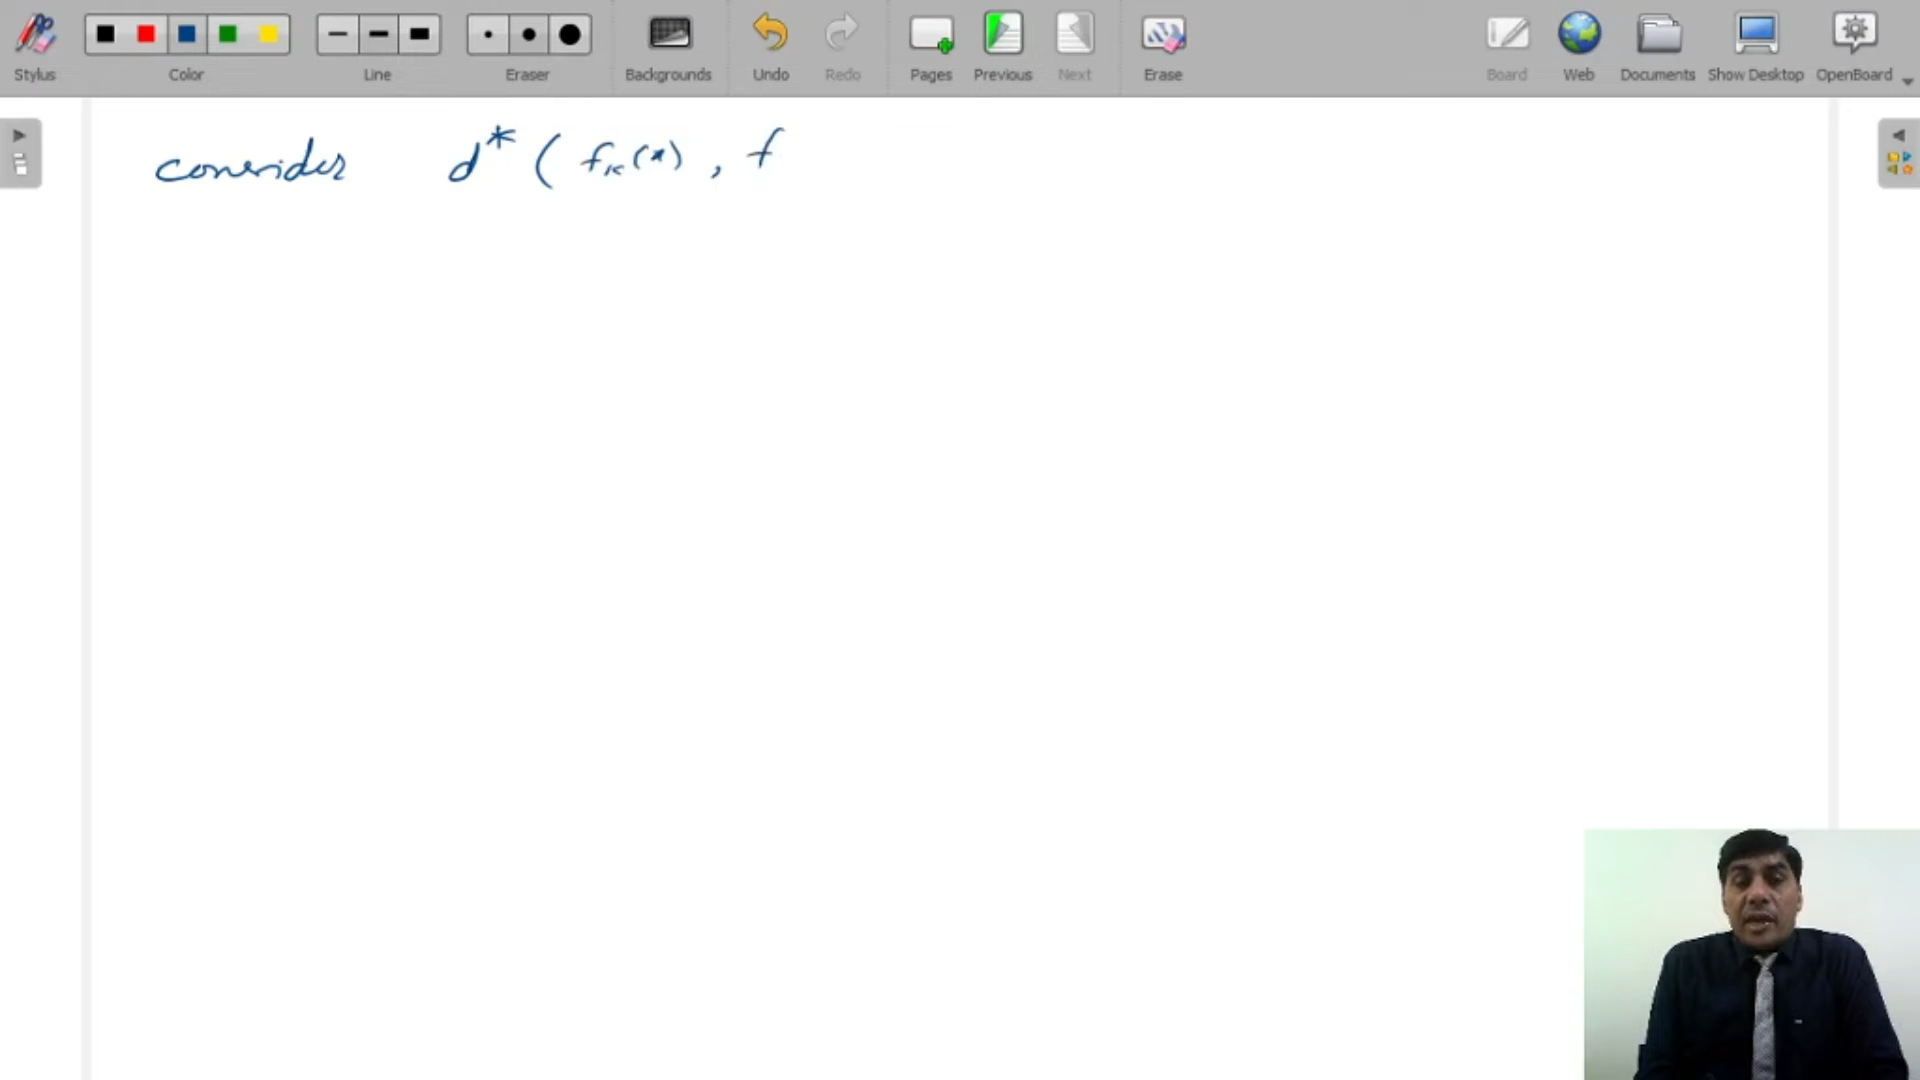 Stylus Color Line Eraser Backgrounds Undo Redo Pages Previous Next Erase Board Web Documents Show Desktop OpenBoard
consider d* ( fₖ(x) , f